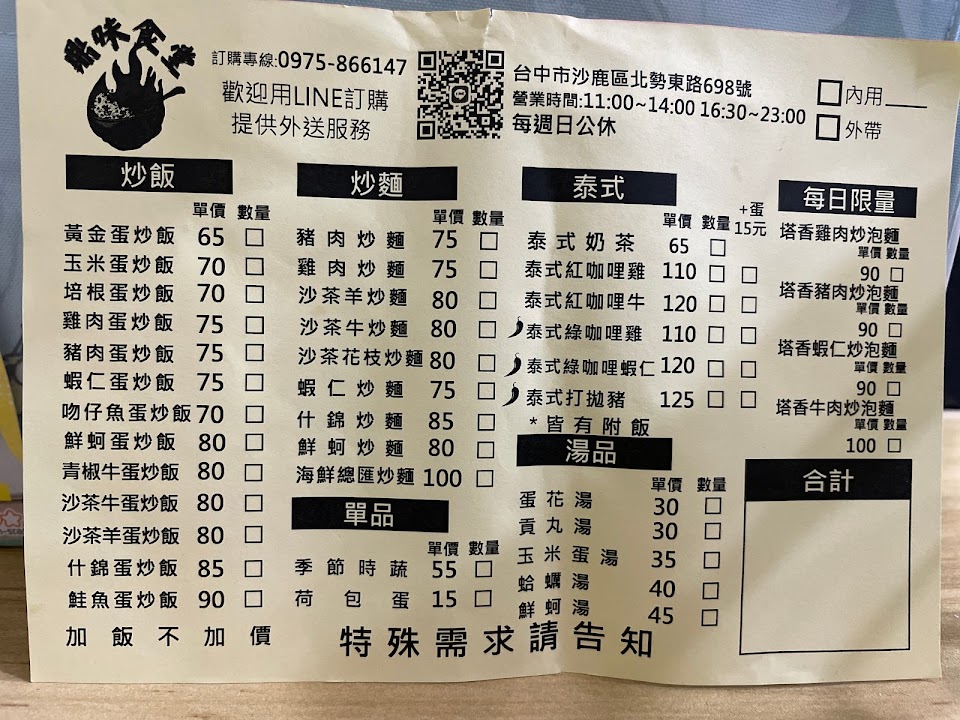 鼎味食堂
訂購專線:0975-866147
歡迎用LINE訂購
提供外送服務
台中市沙鹿區北勢東路698號
營業時間:11:00~14:00 16:30~23:00
每週日公休
內用
外帶
炒飯
單價 數量
黃金蛋炒飯 65
玉米蛋炒飯 70
培根蛋炒飯 70
雞肉蛋炒飯 75
豬肉蛋炒飯 75
蝦仁蛋炒飯 75
吻仔魚蛋炒飯 70
鮮蚵蛋炒飯 80
青椒牛蛋炒飯 80
沙茶牛蛋炒飯 80
沙茶羊蛋炒飯 80
什錦蛋炒飯 85
鮭魚蛋炒飯 90
加飯不加價
炒麵
單價 數量
豬肉炒麵 75
雞肉炒麵 75
沙茶羊炒麵 80
沙茶牛炒麵 80
沙茶花枝炒麵 80
蝦仁炒麵 75
什錦炒麵 85
鮮蚵炒麵 80
海鮮總匯炒麵 100
單品
單價 數量
季節時蔬 55
荷包蛋 15
泰式
單價 數量 +蛋15元
泰式奶茶 65
泰式紅咖哩雞 110
泰式紅咖哩牛 120
泰式綠咖哩雞 110
泰式綠咖哩蝦仁 120
泰式打拋豬 125
*皆有附飯
湯品
單價 數量
蛋花湯 30
貢丸湯 30
玉米蛋湯 35
蛤蠣湯 40
鮮蚵湯 45
每日限量
塔香雞肉炒泡麵
單價 數量
90
塔香豬肉炒泡麵
單價 數量
90
塔香蝦仁炒泡麵
單價 數量
90
塔香牛肉炒泡麵
單價 數量
100
合計
特殊需求請告知